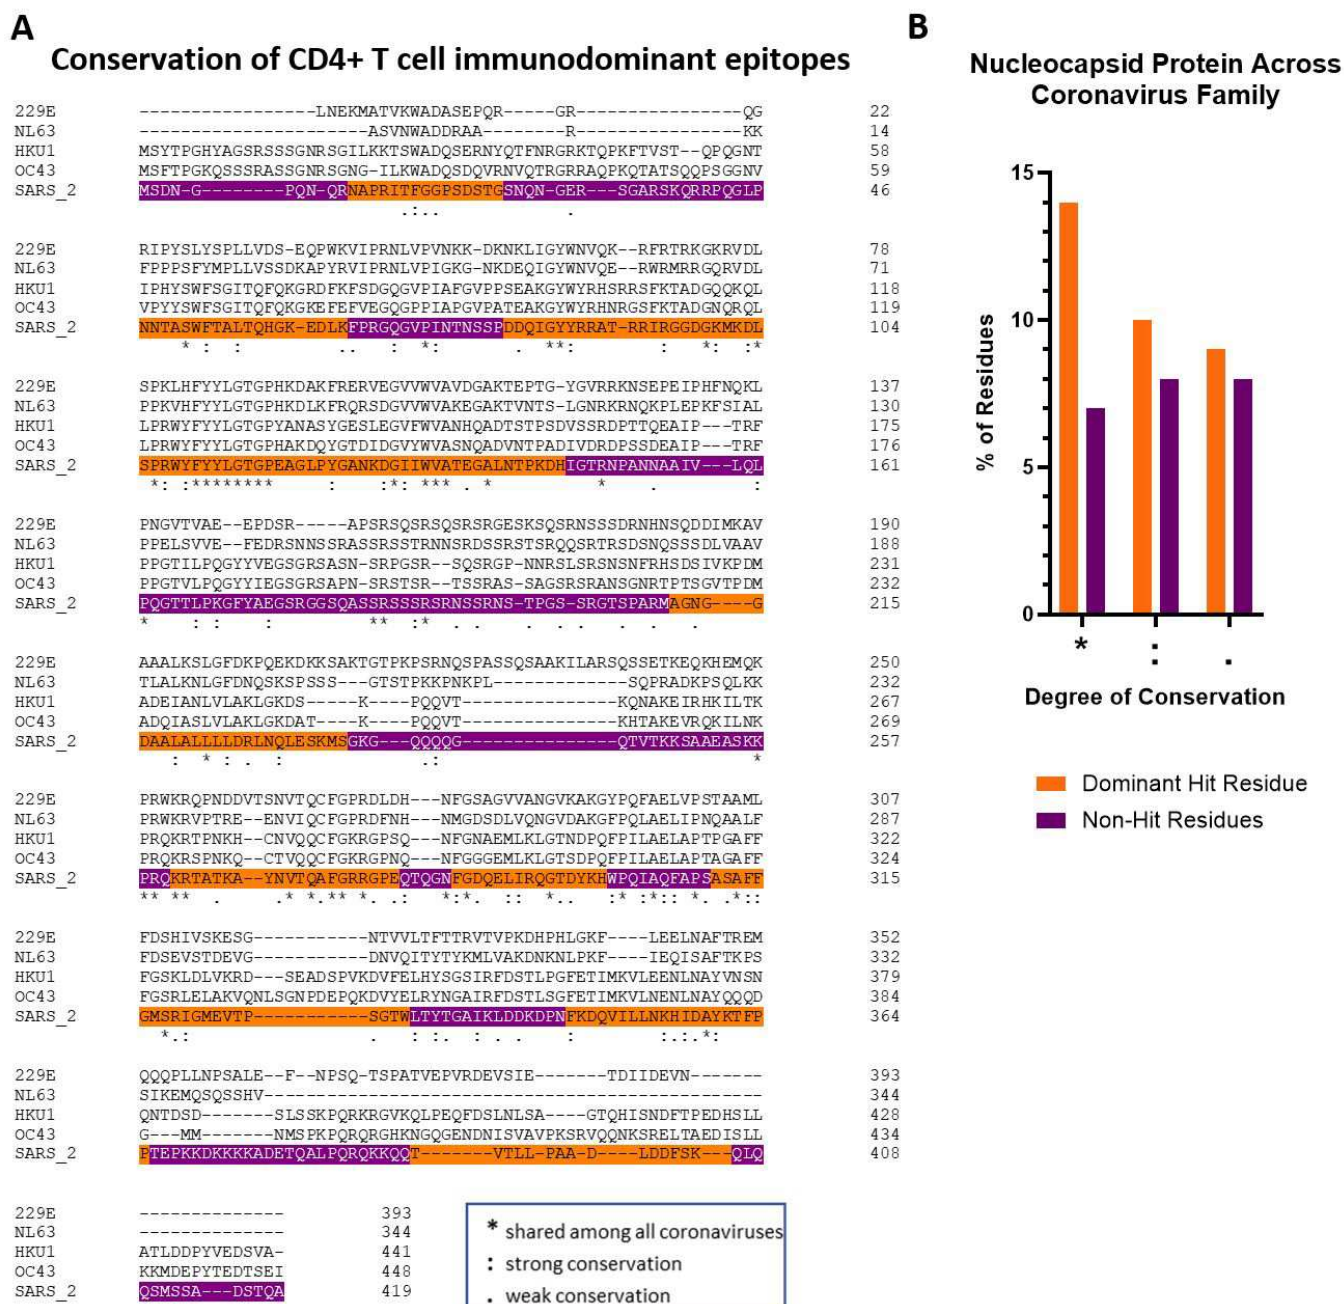 A
Conservation of CD4+ T cell immunodominant epitopes
229E -----------------LNEKMATVKWADASEPQR-----GR---------------QG 22
NL63 ----------------------ASVNWADDRAA------R----------------KK 14
HKU1 MSYTPGHYAGSRSSSGNRSGILKKTSWADQSERNYQTFNRGRKTQPKFTVST--QPQGNT 58
OC43 MSFTPGKQSSSRASSGNRSGNG-ILKWADQSDQVRNVQTRGRRAQPKQTATSQQPSGGNV 59
SARS_2 MSDN-G--------PQN-QRNAPRITFGGPSDSTGSNQN-GER---SGARSKQRRPQGLP 46
.:.. .
229E RIPYSLYSPLLVDS-EQPWKVIPRNLVPVNKK-DKNKLIGYWNVQK--RFRTRKGKRVDL 78
NL63 FPPPSFYMPLLVSSDKAPYRVIPRNLVPIGKG-NKDEQIGYWNVQE--RWRMRRGQRVDL 71
HKU1 IPHYSWFSGITQFQKGRDFKFSDGQGVPIAFGVPPSEAKGYWYRHSRRSFKTADGQQKQL 118
OC43 VPYYSWFSGITQFQKGKEFEFVEGQGPPIAPGVPATEAKGYWYRHNRGSFKTADGNQRQL 119
SARS_2 NNTASWFTALTQHGK-EDLKFPRGQGVPINTNSSPDDQIGYYRRAT-RRIRGGDGKMKDL 104
* : : .. : *: . **: : *: :*
229E SPKLHFYYLGTGPHKDAKFRERVEGVVWVAVDGAKTEPTG-YGVRRKNSEPEIPHFNQKL 137
NL63 PPKVHFYYLGTGPHKDLKFRQRSDGVVWVAKEGAKTVNTS-LGNRKRNQKPLEPKFSIAL 130
HKU1 LPRWYFYYLGTGPYANASYGESLEGVFWVANHQADTSTPSDVSSRDPTTQEAIP---TRF 175
OC43 LPRWYFYYLGTGPHAKDQYGTDIDGVYWVASNQADVNTPADIVDRDPSSDEAIP---TRF 176
SARS_2 SPRWYFYYLGTGPEAGLPYGANKDGIIWVATEGALNTPKDHIGTRNPANNAAIV---LQL 161
*: :******** : :*: *** . * * . :
229E PNGVTVAE--EPDSR-----APSRSQSRSQSRSRGESKSQSRNSSSDRNHNSQDDIMKAV 190
NL63 PPELSVVE--FEDRSNNSSRASSRSSTRNNSRDSSRSTSRQQSRTRSDSNQSSSDLVAAV 188
HKU1 PPGTILPQGYYVEGSGRSASN-SRPGSR--SQSRGP-NNRSLSRSNSNFRHSDSIVKPDM 231
OC43 PPGTVLPQGYYIEGSGRSAPN-SRSTSR--TSSRAS-SAGSRSRANSGNRTPTSGVTPDM 232
SARS_2 PQGTTLPKGFYAEGSRGGSQASSRSSSRSRNSSRNS-TPGS-SRGTSPARMAGNG----G 215
* : : : ** ** . . . . . .
229E AAALKSLGFDKPQEKDKKSAKTGTPKPSRNQSPASSQSAAKILARSQSSETKEQKHEMQK 250
NL63 TLALKNLGFDNQSKSPSSS---GTSTPKKPNKPL---------SQPRADKPSQLKK 232
HKU1 ADEIANLVLAKLGKDS----K----PQQVT---------------KQNAKEIRHKILTK 267
OC43 ADQIASLVLAKLGKDAT----K----PQQVT---------------KHTAKEVRQKILNK 269
SARS_2 DAALALLLLDRLNQLESKMSGKG--QQQQG---------------QTVTKKSAAEASKK 257
: *: . : .: *
229E PRWKRQPNDDVTSNVTQCFGPRDLDH---NFGSAGVVANGVKAKGYPQFAELVPSTAAML 307
NL63 PRWKRVPTRE--ENVIQCFGPRDFNH---NMGDSDLVQNGVDAKGFPQLAELIPNQAALF 287
HKU1 PRQKRTPNKH--CNVQQCFGKRGPSQ---NFGNAEMLKLGTNDPQFPILAELAPTPGAFF 322
OC43 PRQKRSPNKQ--CTVQQCFGKRGPNQ---NFGGGEMLKLGTSDPQFPILAELAPTAGAFF 324
SARS_2 PRQKRTATKA--YNVTQAFGRRGPEQTQGNFGDQELIRQGTDYKHWPQIAQFAPSASAFF 315
** ** . * * ** * . .: *:*. :: *.. :* :*:: * . *::
229E FDSHIVSKESG-----------NTVVLTFTTRVTVPKDHPHLGKF----LEELNAFTREM 352
NL63 FDSEVSTDEVG-----------DNVQITYTYKMLVAKDNKNLPKF----IEQISAFTKPS 332
HKU1 FGSKLDLVKRD---SEADSPVKDVFELHYSGSIRFDSTLPGFETIMKVLEENLNAYVNSN 379
OC43 FGSRLELAKVQNLSGNPDEPQKDVYELRYNGAIRFDSTLSGFETIMKVLNENLNAYQQQD 384
SARS_2 GMSRIGMEVTP-----------SGTWLTYTGAIKLDDKDPNFKDQVILLNKHIDAYKTFP 364
*.: . : :. : . . : :.:.*:
229E QQQPLLNPSALE--F--NPSQ-TSPATVEPVRDEVSIE-----TDIIDEVN------- 393
NL63 SIKEMQSQSSHV------------------------------------------------ 344
HKU1 QNTDSD-------SLSSKPQRKRGVKQLPEQFDSLNLSA----GTQHISNDFTPEDHSLL 428
OC43 G---MM-------NMSPKPQRQRGHKNGQGENDNISVAVPKSRVQQNKSRELTAEDISLL 434
SARS_2 PTEPKKDKKKKADETQALPQRQKKQQT-------VTLL-PAA-D----LDDFSK---QLQ 408
229E -------------- 393
NL63 -------------- 344
HKU1 ATLDDPYVEDSVA- 441
OC43 KKMDEPYTEDTSEI 448
SARS_2 QSMSSA---DSTQA 419
* shared among all coronaviruses
: strong conservation
. weak conservation
B
Nucleocapsid Protein Across
Coronavirus Family
15
10
5
0
% of Residues
* : .
Degree of Conservation
Dominant Hit Residue
Non-Hit Residues